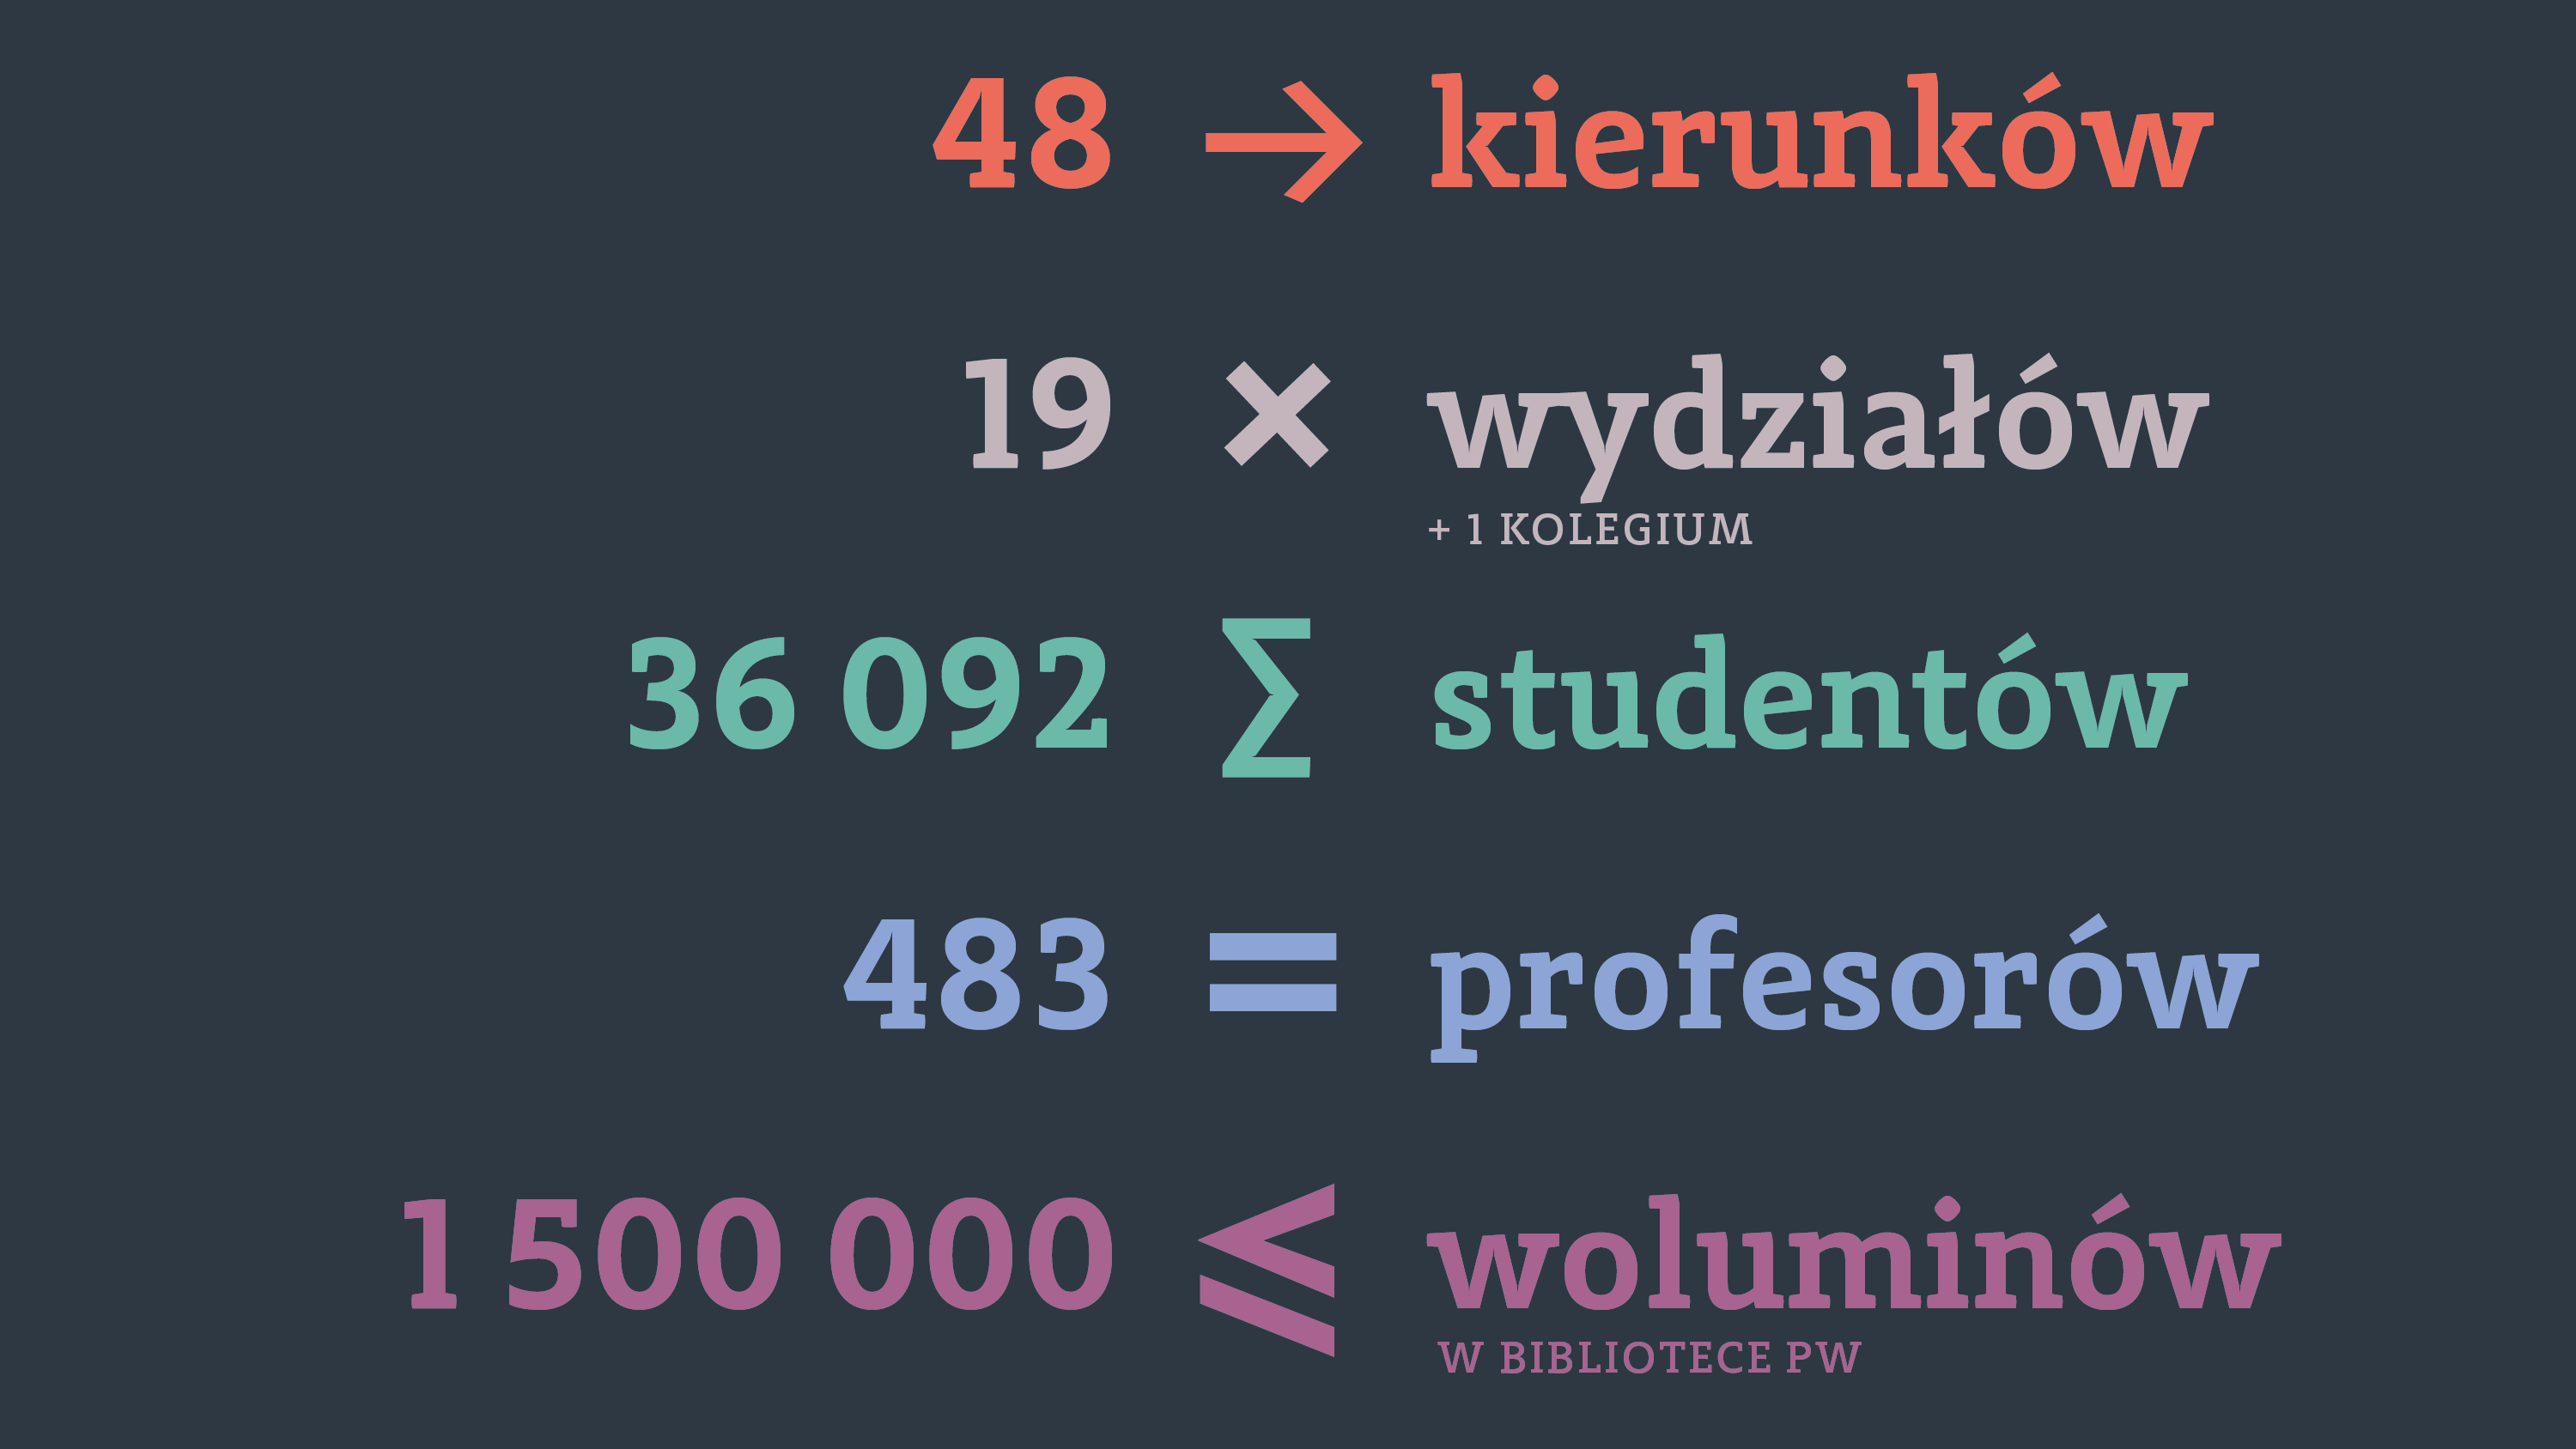 48 → kierunków
19 × wydziałów
+ 1 KOLEGIUM
36 092 ∑ studentów
483 = profesorów
1 500 000 ⩽ woluminów
W BIBLIOTECE PW